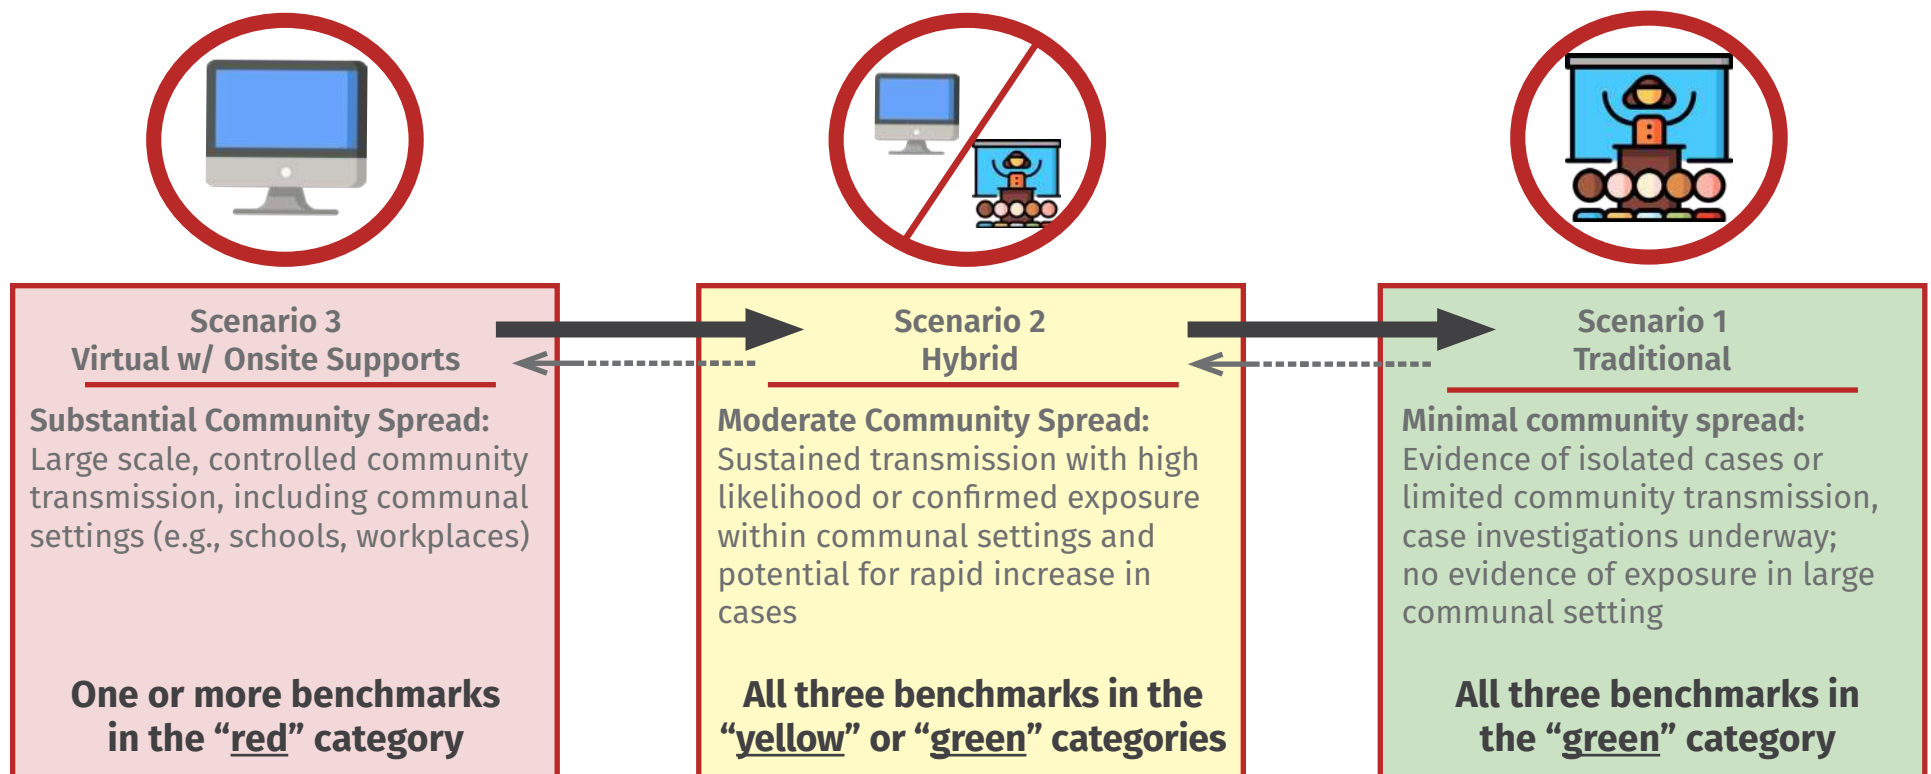 Scenario 3
Virtual w/ Onsite Supports
Substantial Community Spread:
Large scale, controlled community
transmission, including communal
settings (e.g., schools, workplaces)
One or more benchmarks
in the “red” category
Scenario 2
Hybrid
Moderate Community Spread:
Sustained transmission with high
likelihood or confirmed exposure
within communal settings and
potential for rapid increase in
cases
All three benchmarks in the
“yellow” or “green” categories
Scenario 1
Traditional
Minimal community spread:
Evidence of isolated cases or
limited community transmission,
case investigations underway;
no evidence of exposure in large
communal setting
All three benchmarks in
the “green” category